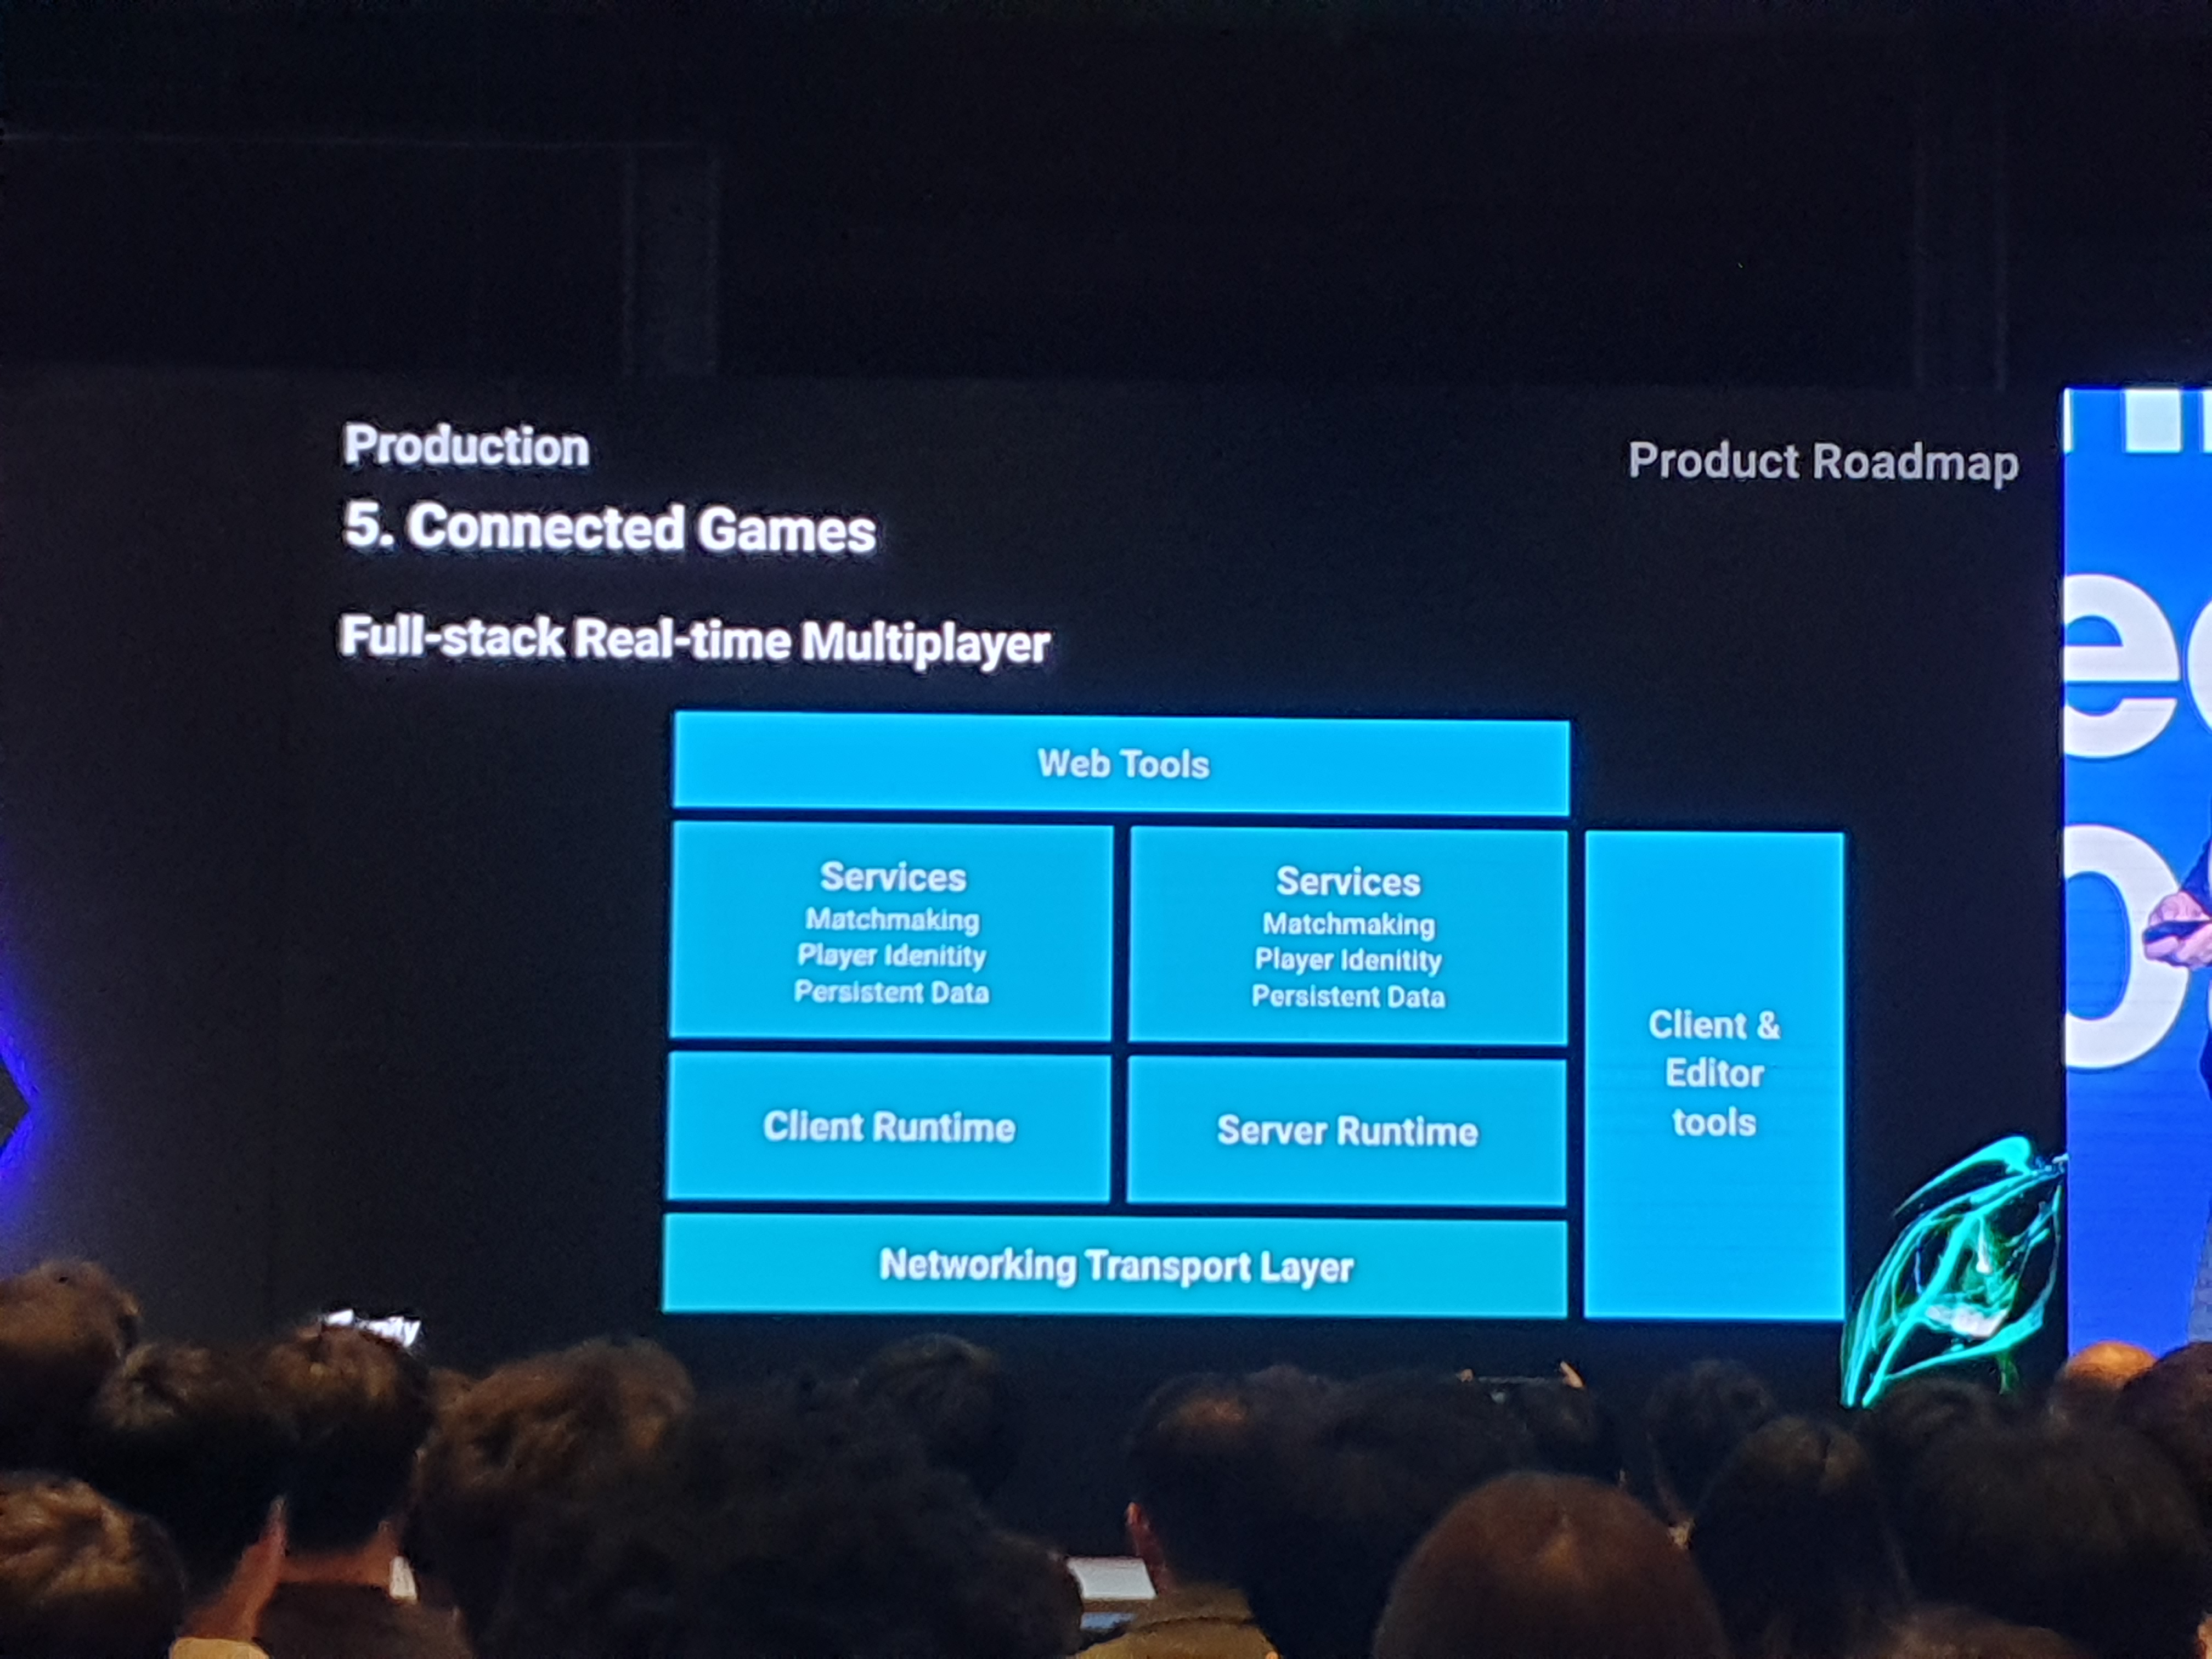 Production
Product Roadmap
5. Connected Games
Full-stack Real-time Multiplayer
Web Tools
Services
Matchmaking
Player Idenitity
Persistent Data
Services
Matchmaking
Player Idenitity
Persistent Data
Client &
Editor
tools
Client Runtime
Server Runtime
Networking Transport Layer